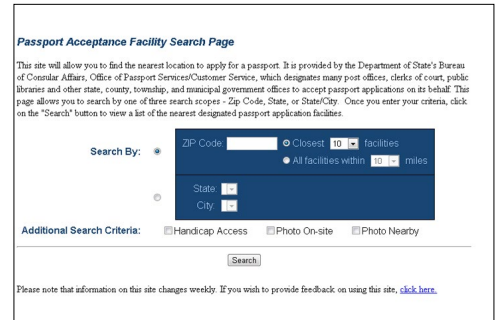 Passport Acceptance Facility Search Page
This site will allow you to find the nearest location to apply for a passport. It is provided by the Department of State's Bureau
of Consular Affairs, Office of Passport Services/Customer Service, which designates many post offices, clerks of court, public
libraries and other state, county, township, and municipal government offices to accept passport applications on its behalf. This
page allows you to search by one of three search scopes - Zip Code, State, or State/City. Once you enter your criteria, click
on the "Search" button to view a list of the nearest designated passport application facilities.
Search By: ZIP Code: Closest 10 facilities
All facilities within 10 miles
State:
City:
Additional Search Criteria: Handicap Access Photo On-site Photo Nearby
Search
Please note that information on this site changes weekly. If you wish to provide feedback on using this site, click here.